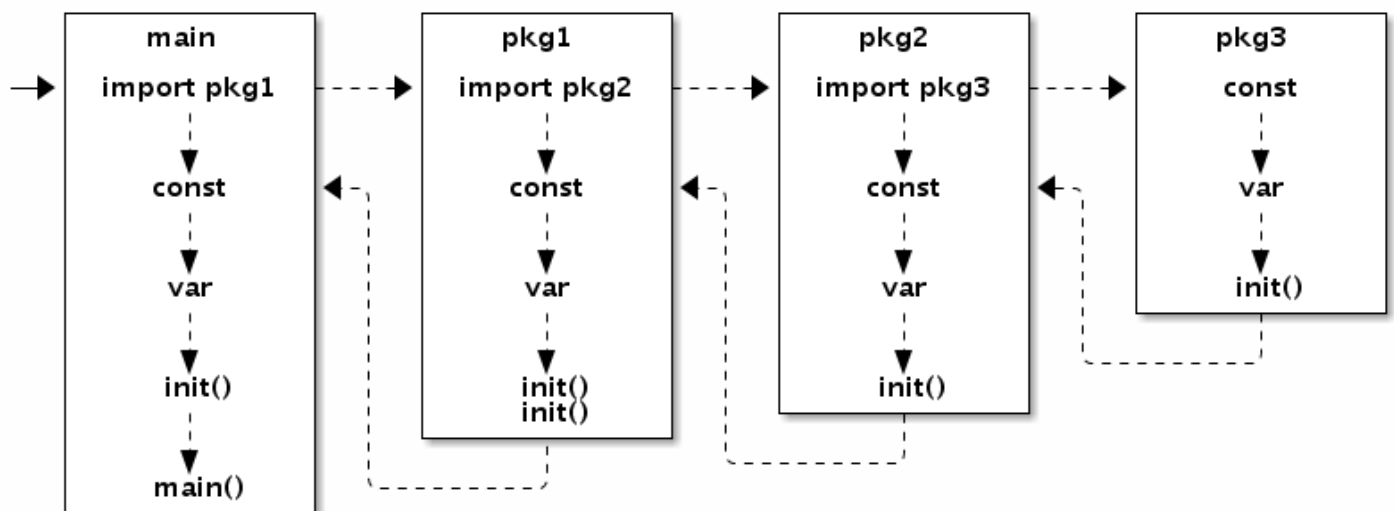 main
import pkg1
const
var
init()
main()
pkg1
import pkg2
const
var
init()
init()
pkg2
import pkg3
const
var
init()
pkg3
const
var
init()